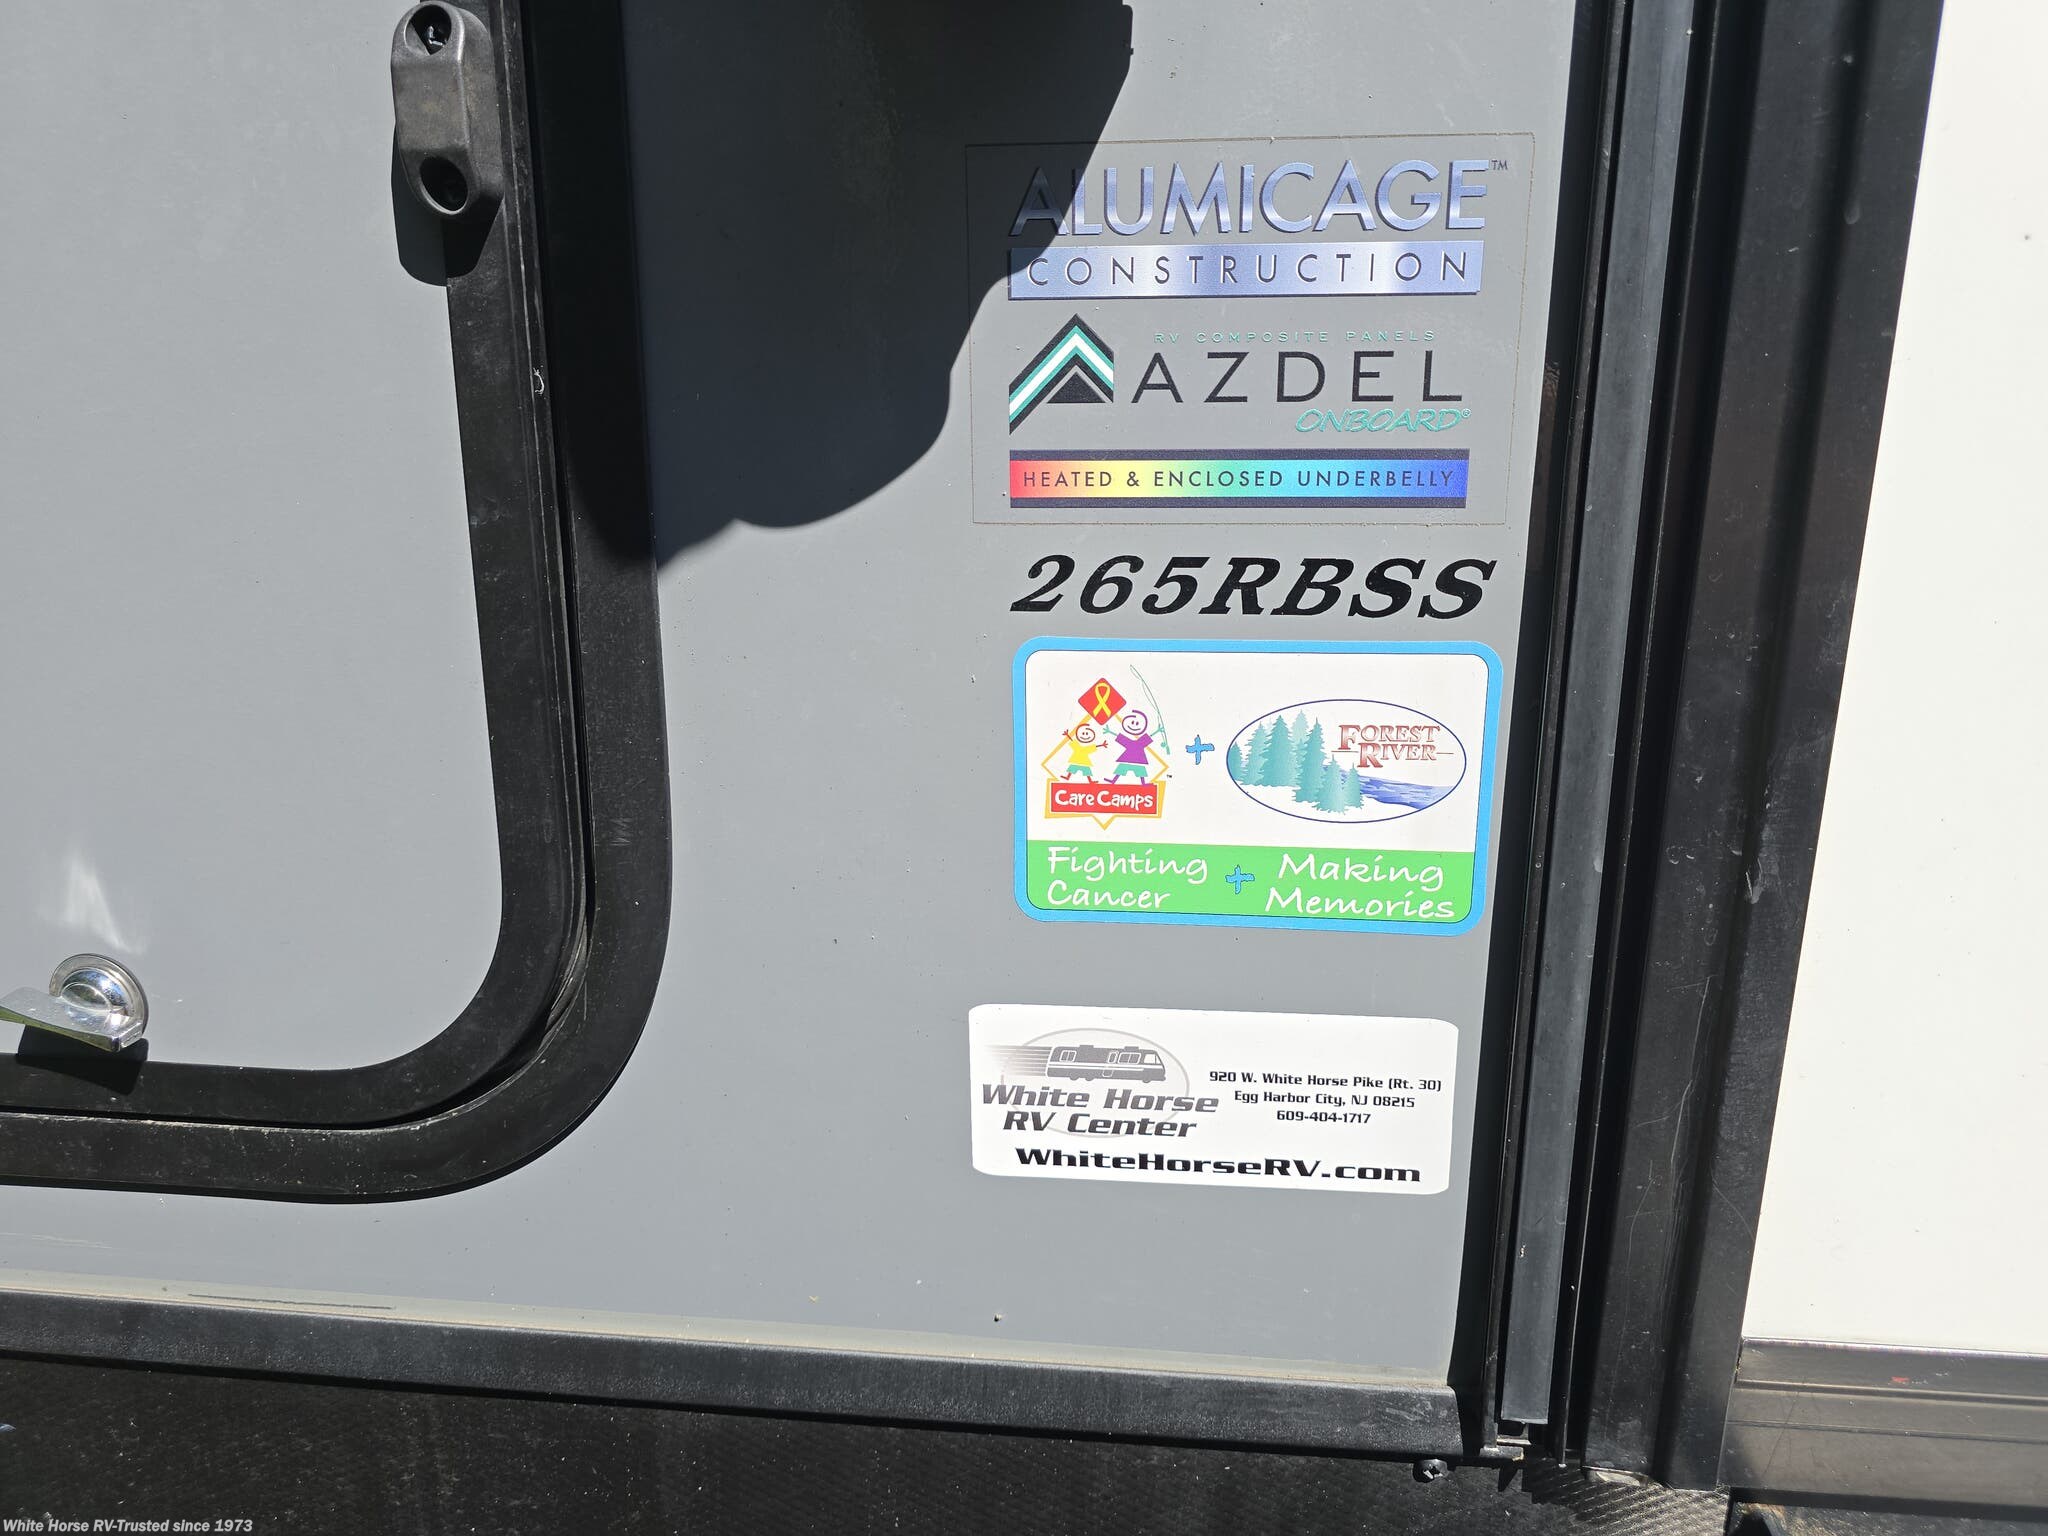 ALUMICAGE™
CONSTRUCTION
RV COMPOSITE PANELS
AZDEL
ONBOARD®
HEATED & ENCLOSED UNDERBELLY
265RBSS
Care Camps™
+
FOREST
RIVER
Fighting
Cancer
+
Making
Memories
White Horse
RV Center
920 W. White Horse Pike (Rt. 30)
Egg Harbor City, NJ 08215
609-404-1717
WhiteHorseRV.com
White Horse RV-Trusted since 1973